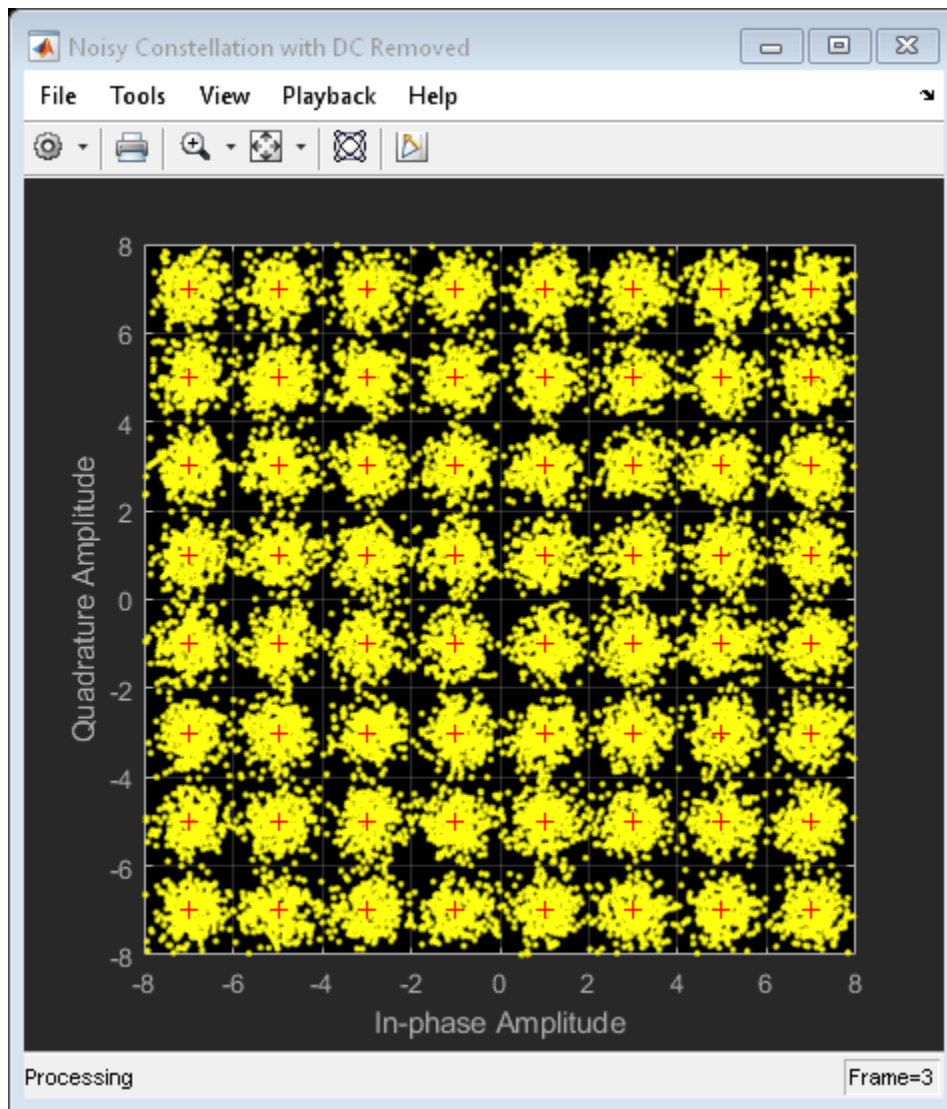 Noisy Constellation with DC Removed
File Tools View Playback Help
8
6
4
2
0
-2
-4
-6
-8
Quadrature Amplitude
-8 -6 -4 -2 0 2 4 6 8
In-phase Amplitude
Processing Frame=3